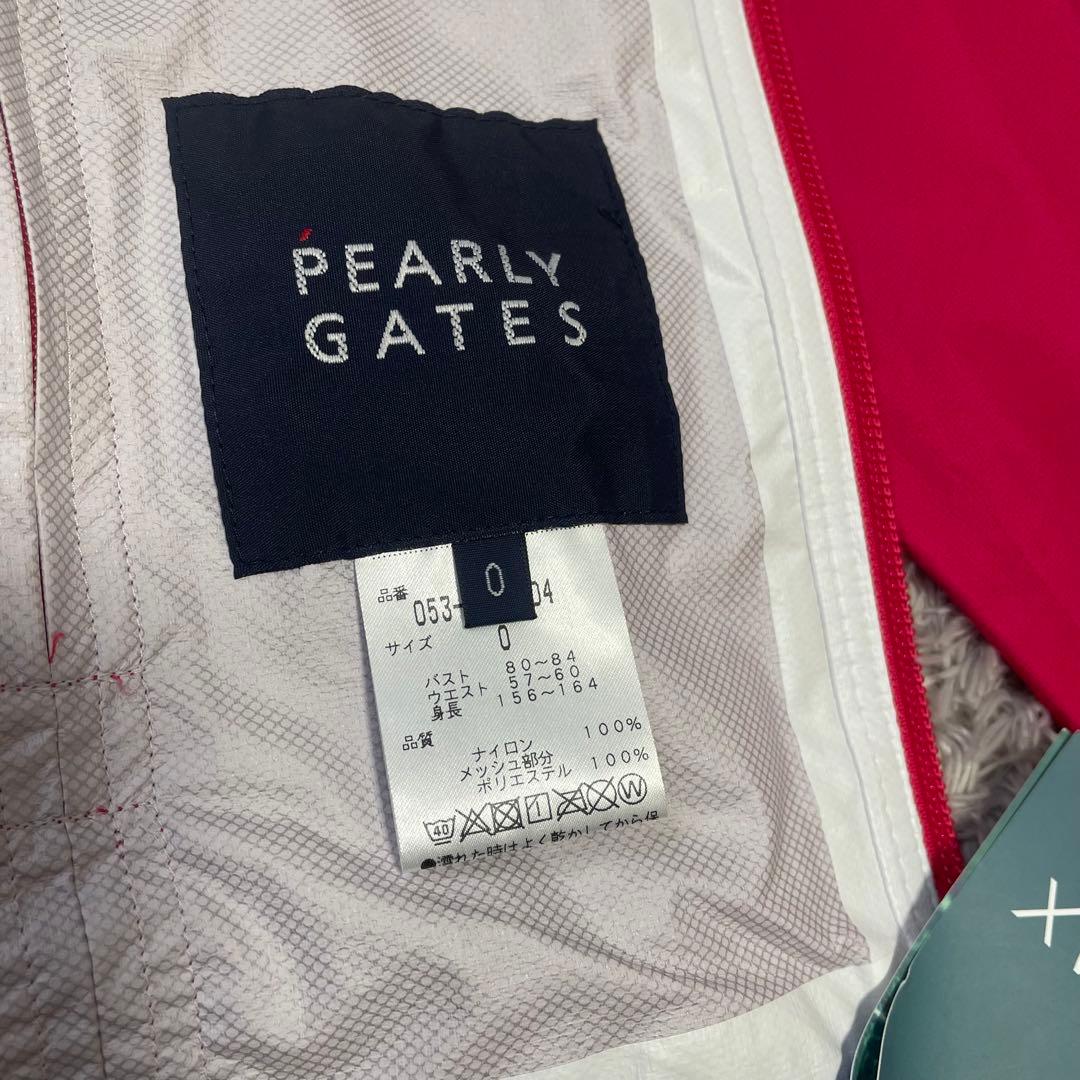 PEARLY
GATES
0
品番
053- 04
サイズ
0
バスト 80～84
ウエスト 57～60
身長 156～164
品質
ナイロン 100%
メッシュ部分
ポリエステル 100%
40 W
●濡れた時はよく乾かしてから保